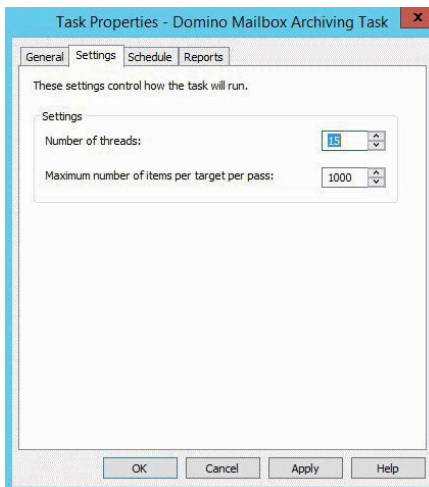 Task Properties - Domino Mailbox Archiving Task x
General Settings Schedule Reports
These settings control how the task will run.
Settings
Number of threads: 15
Maximum number of items per target per pass: 1000
OK Cancel Apply Help